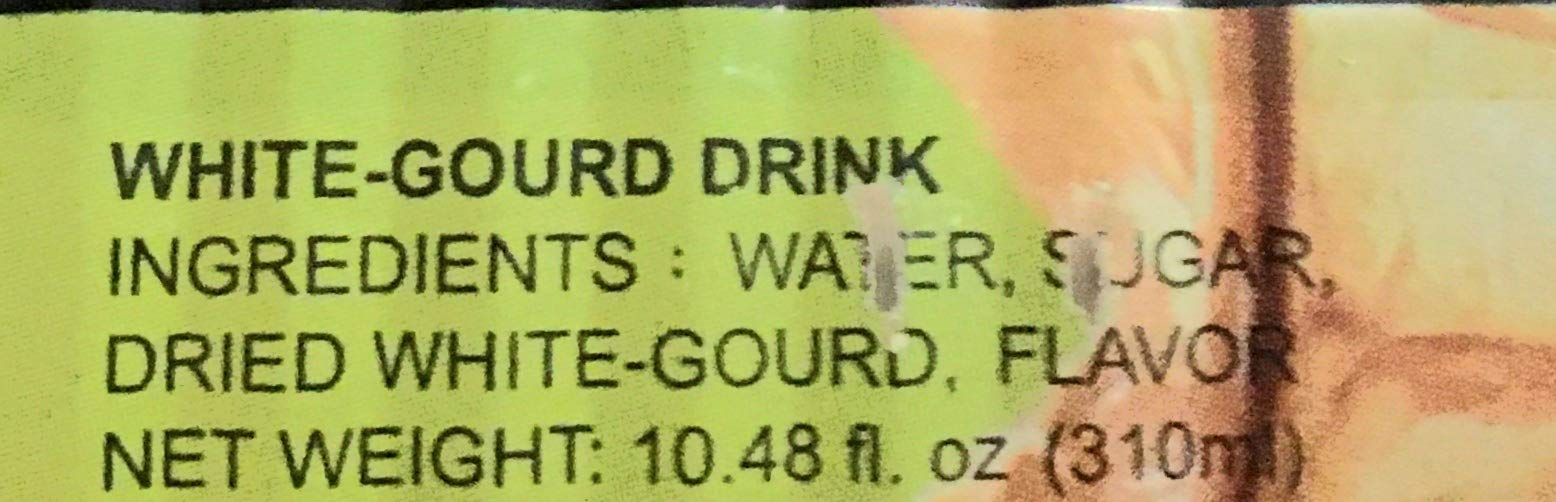 WHITE-GOURD DRINK
INGREDIENTS : WATER, SUGAR,
DRIED WHITE-GOURD, FLAVOR
NET WEIGHT: 10.48 fl. oz (310ml)